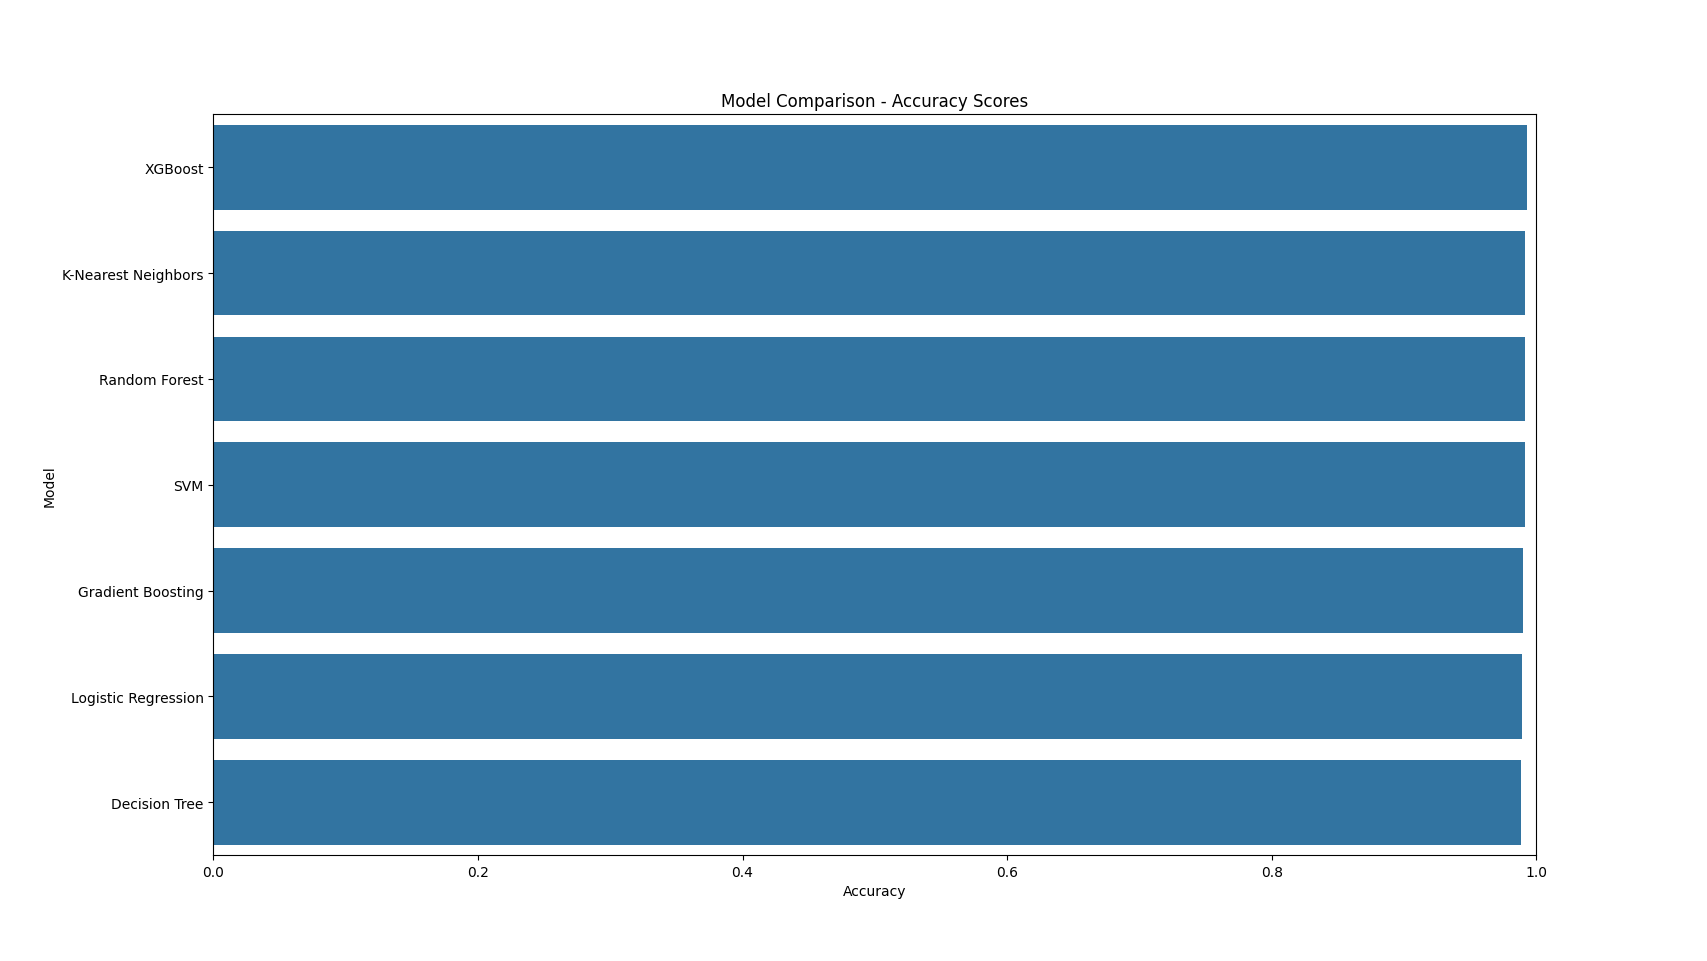 Model Comparison - Accuracy Scores
XGBoost
K-Nearest Neighbors
Random Forest
SVM
Gradient Boosting
Logistic Regression
Decision Tree
Model
0.0 0.2 0.4 0.6 0.8 1.0
Accuracy